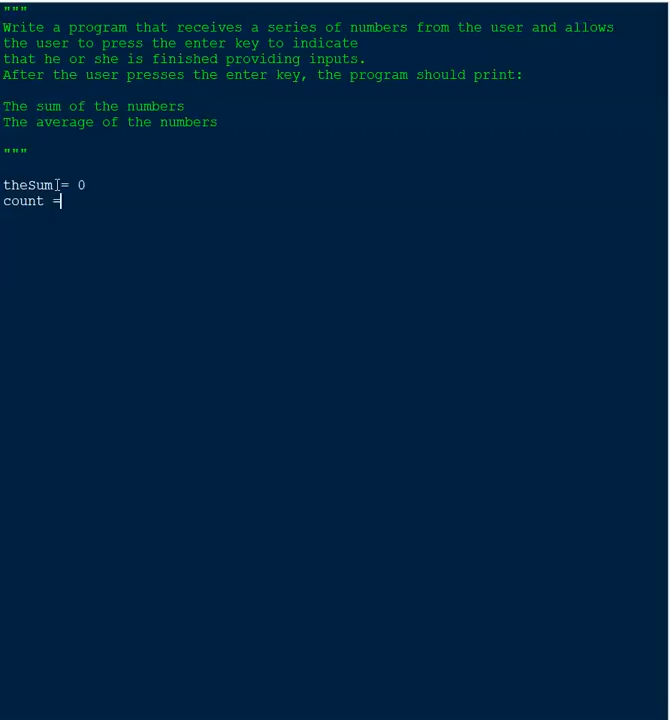 """
Write a program that receives a series of numbers from the user and allows
the user to press the enter key to indicate
that he or she is finished providing inputs.
After the user presses the enter key, the program should print:
The sum of the numbers
The average of the numbers
"""
theSum = 0
count =